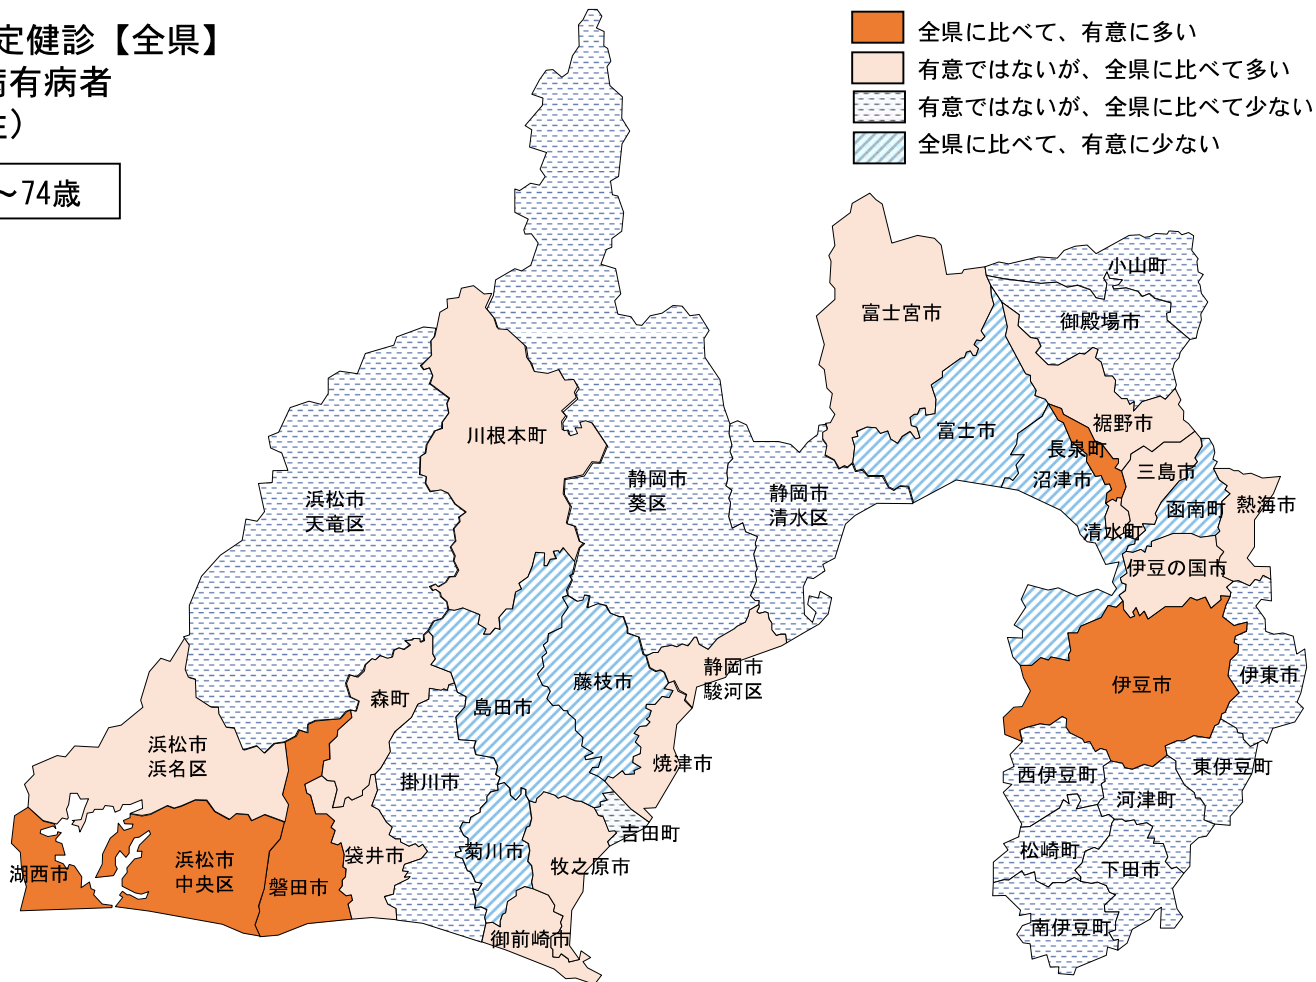 定健診【全県】
病有病者
～74歳
全県に比べて、有意に多い
有意ではないが、全県に比べて多い
有意ではないが、全県に比べて少ない
全県に比べて、有意に少ない
小山町
御殿場市
富士宮市
裾野市
富士市
長泉町
沼津市
三島市
函南町
熱海市
清水町
伊豆の国市
伊豆市
伊東市
西伊豆町
東伊豆町
河津町
松崎町
下田市
南伊豆町
川根本町
静岡市
葵区
静岡市
清水区
浜松市
天竜区
静岡市
駿河区
藤枝市
島田市
森町
焼津市
浜松市
浜名区
掛川市
吉田町
菊川市
袋井市
牧之原市
湖西市
浜松市
中央区
磐田市
御前崎市